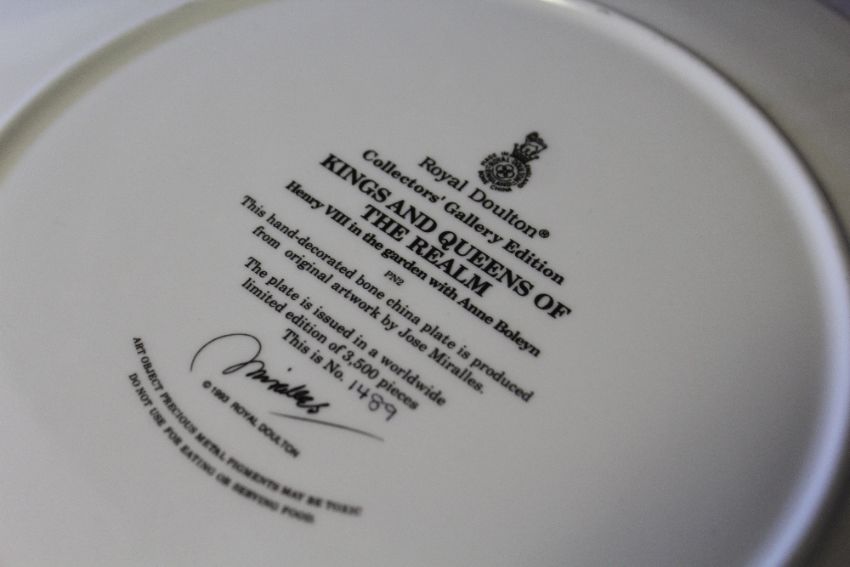 Royal Doulton®
Collectors' Gallery Edition
KINGS AND QUEENS OF
THE REALM
Henry VIII in the garden with Anne Boleyn
PN2
This hand-decorated bone china plate is produced
from original artwork by Jose Miralles.
The plate is issued in a worldwide
limited edition of 3,500 pieces
This is No. 1489
Miralles
© 1993 ROYAL DOULTON
ART OBJECT PRECIOUS METAL PIGMENTS MAY BE TOXIC
DO NOT USE FOR EATING OR SERVING FOOD.